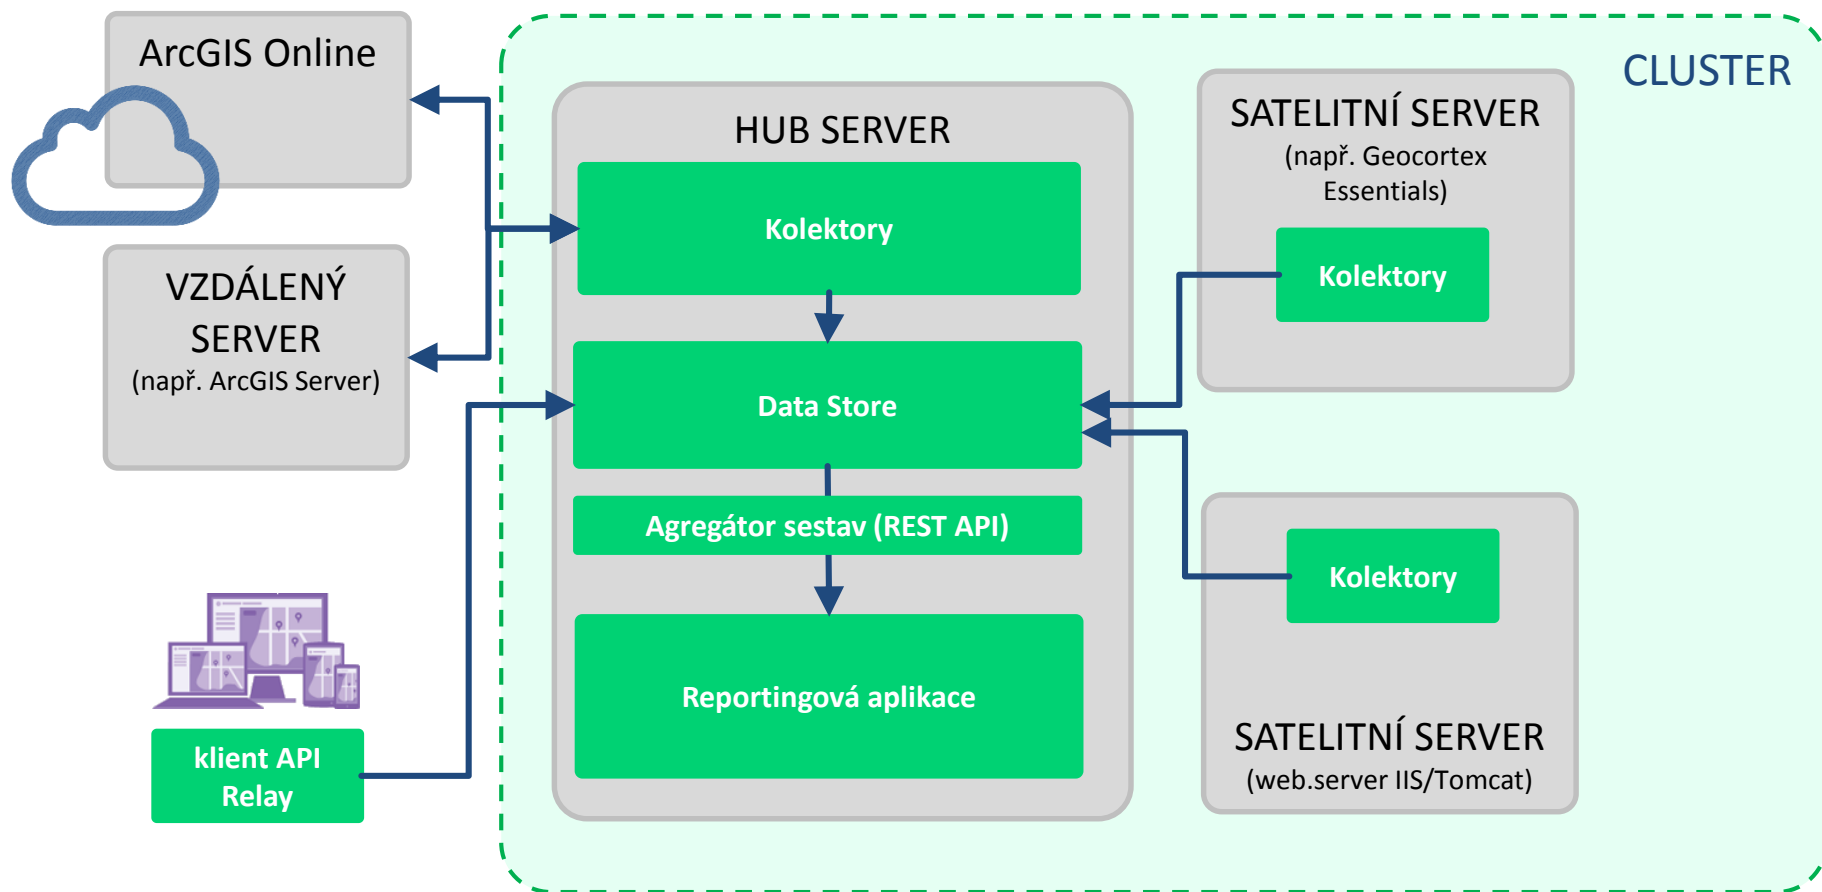 ArcGIS Online
VZDÁLENÝ
SERVER
(např. ArcGIS Server)
klient API
Relay
CLUSTER
HUB SERVER
Kolektory
Data Store
Agregátor sestav (REST API)
Reportingová aplikace
SATELITNÍ SERVER
(např. Geocortex
Essentials)
Kolektory
Kolektory
SATELITNÍ SERVER
(web.server IIS/Tomcat)